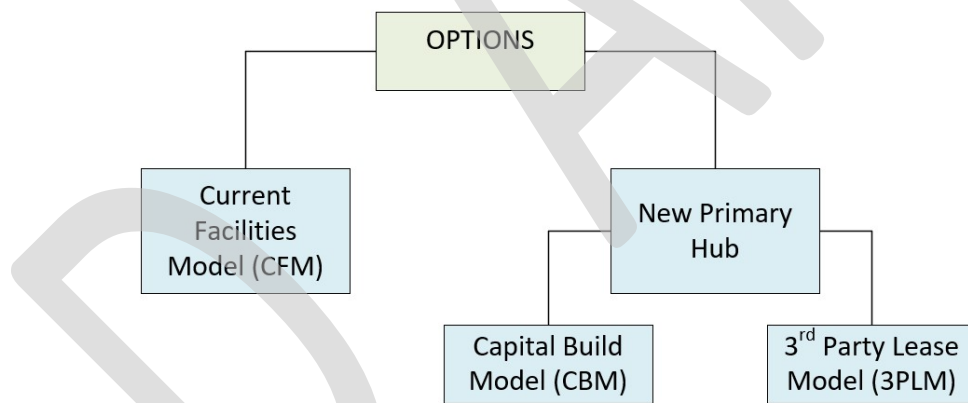 OPTIONS
Current
Facilities
Model (CFM)
New Primary
Hub
Capital Build
Model (CBM)
3rd Party Lease
Model (3PLM)